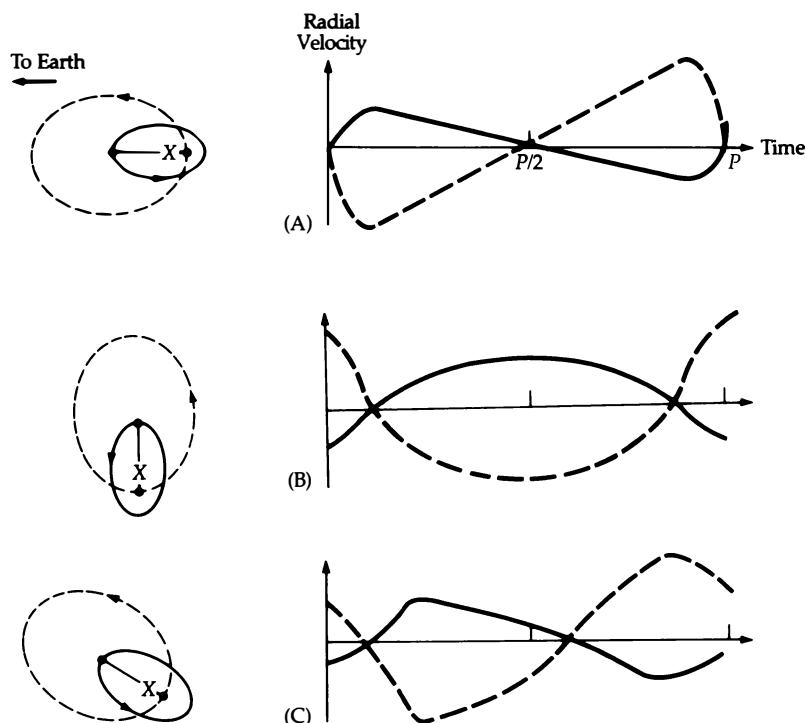 To Earth
X
Radial
Velocity
P/2
P
Time
(A)
X
(B)
X
(C)